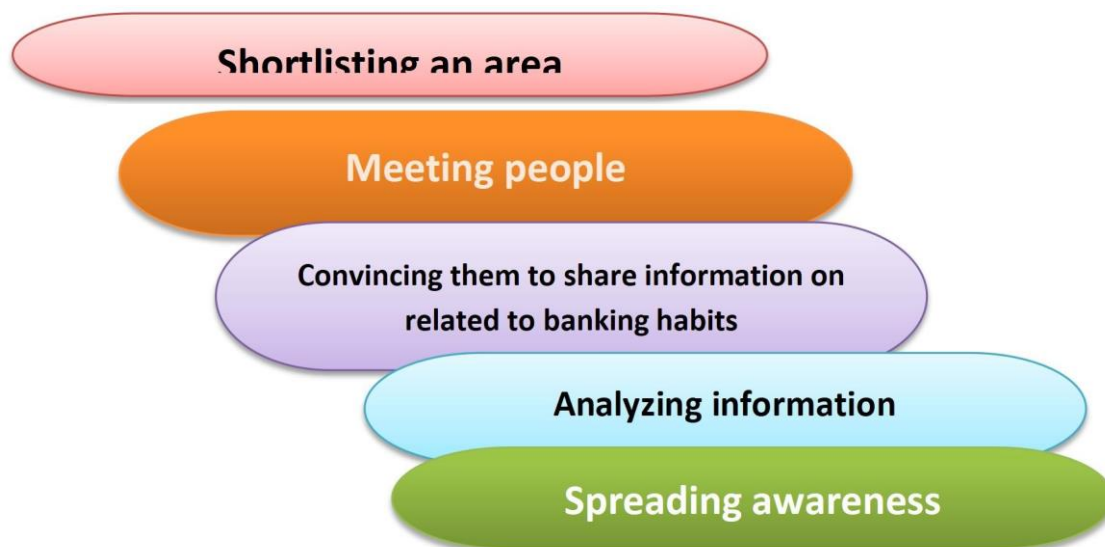 Shortlisting an area
Meeting people
Convincing them to share information on
related to banking habits
Analyzing information
Spreading awareness